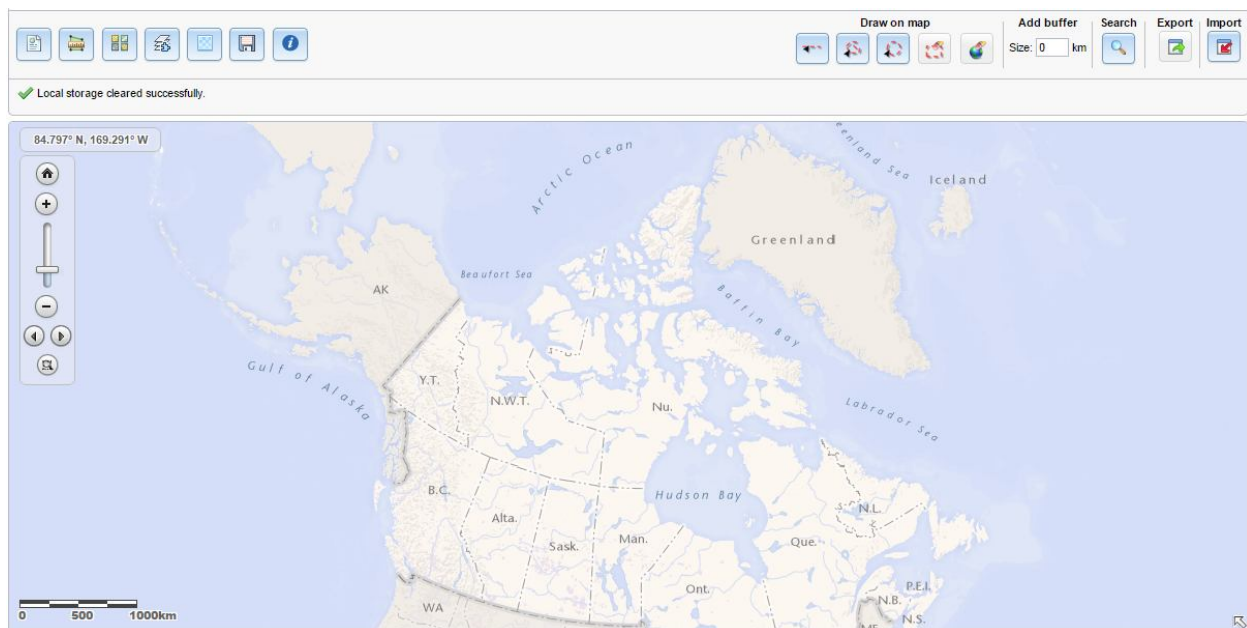 Draw on map
Add buffer
Search
Export
Import
Size: 0 km
Local storage cleared successfully.
84.797° N, 169.291° W
Arctic Ocean
Iceland
Greenland
Beaufort Sea
AK
Baffin Bay
Gulf of Alaska
Y.T.
N.W.T.
Nu.
Labrador Sea
B.C.
Hudson Bay
Alta.
N.L.
Sask.
Man.
Que.
Ont.
P.E.I.
N.B.
N.S.
WA
0 500 1000km